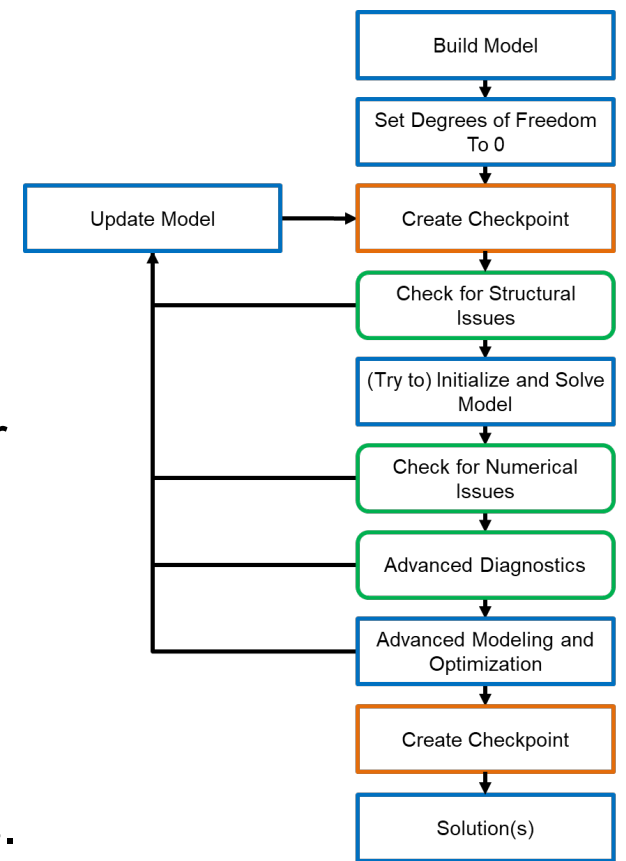 Build Model
Set Degrees of Freedom
To 0
Update Model
Create Checkpoint
Check for Structural
Issues
(Try to) Initialize and Solve
Model
Check for Numerical
Issues
Advanced Diagnostics
Advanced Modeling and
Optimization
Create Checkpoint
Solution(s)